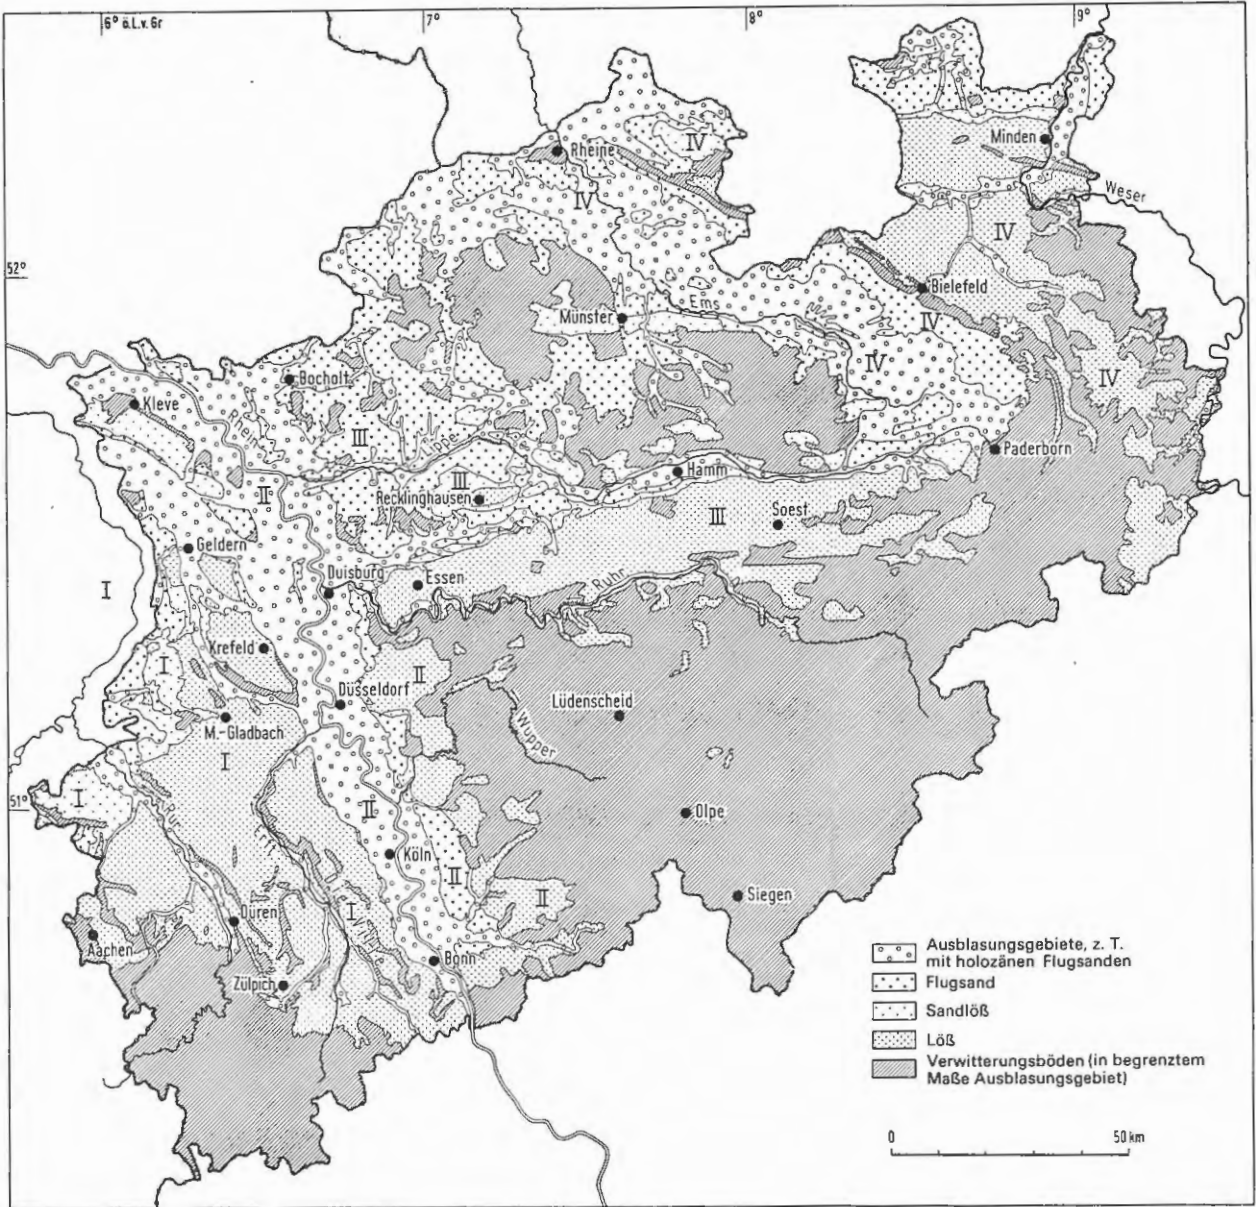 6° ö.L.v.Gr
7°
8°
9°
Minden
Rheine
IV
Weser
IV
IV
52°
Bielefeld
Ems
Münster
IV
Bocholt
IV
IV
Kleve
Rhein
III
Lippe
Paderborn
Hamm
III
II
Recklinghausen
Soest
III
Geldern
Duisburg
Essen
Ruhr
I
Krefeld
I
II
Düsseldorf
Lüdenscheid
M.-Gladbach
Wupper
I
I
51°
Rur
Erft
II
Olpe
Köln
II
II
Siegen
I
Düren
Ville
Aachen
Bonn
Zülpich
Ausblasungsgebiete, z. T.
mit holozänen Flugsanden
Flugsand
Sandlöß
Löß
Verwitterungsböden (in begrenztem
Maße Ausblasungsgebiet)
0 50 km